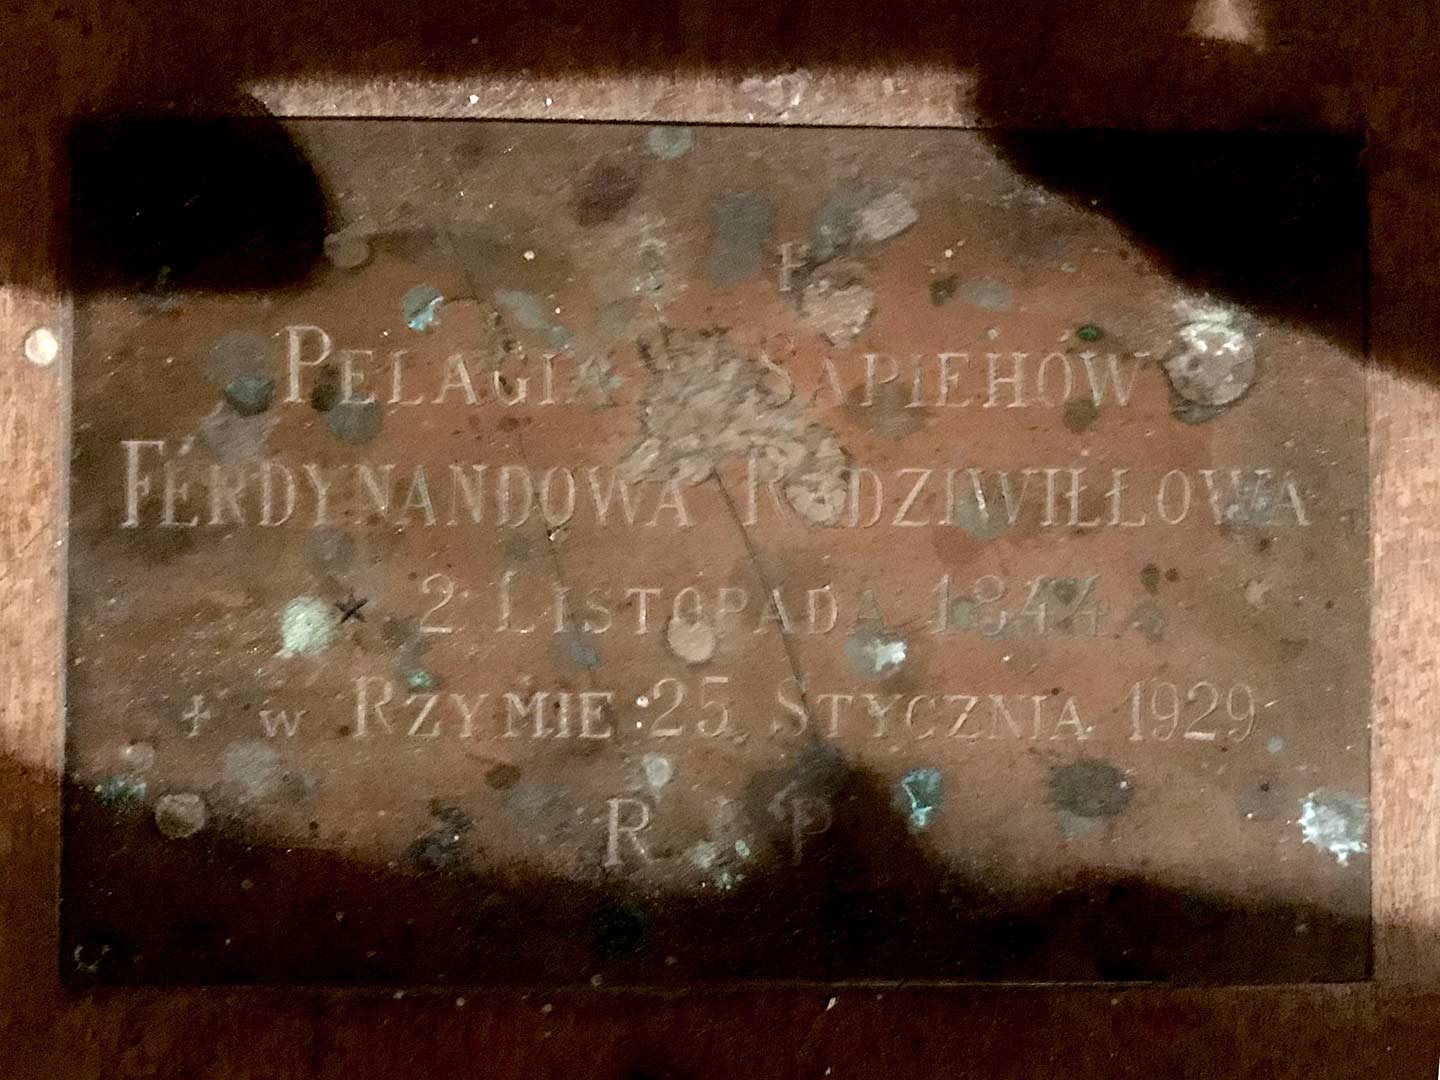 PELAGIA SAPIEHÓW
FERDYNANDOWA RADZIWIŁŁOWA
* 2 LISTOPADA 1844
† w RZYMIE 25 STYCZNIA 1929
R I P